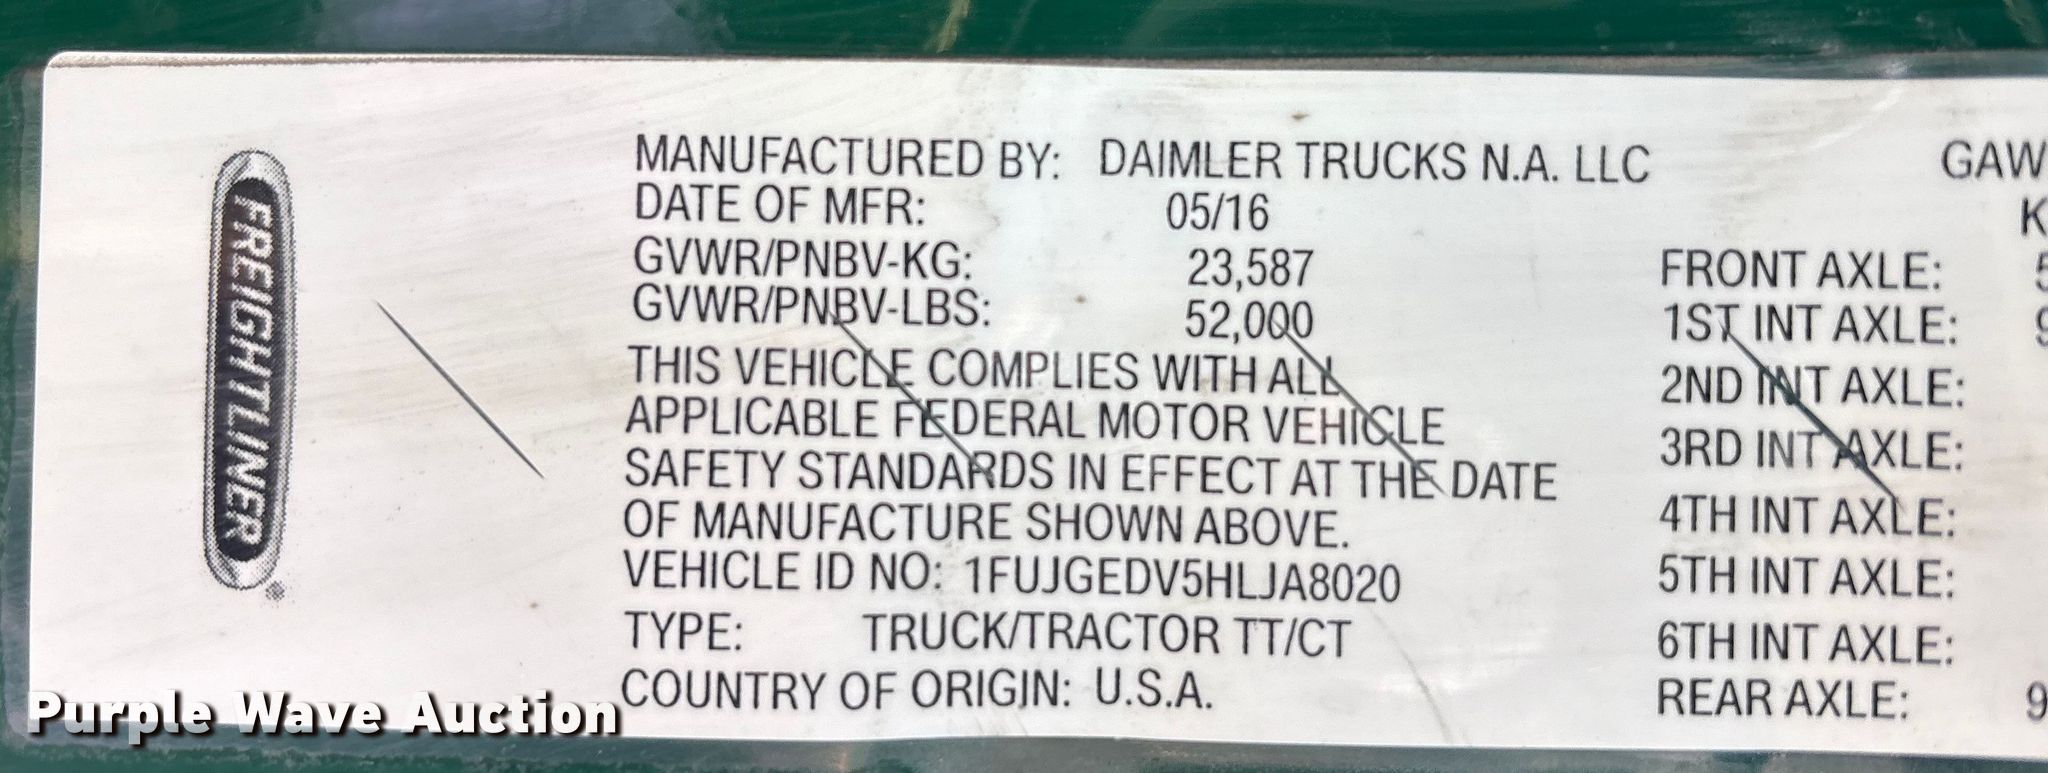 FREIGHTLINER®
MANUFACTURED BY: DAIMLER TRUCKS N.A. LLC
DATE OF MFR: 05/16
GVWR/PNBV-KG: 23,587
GVWR/PNBV-LBS: 52,000
THIS VEHICLE COMPLIES WITH ALL
APPLICABLE FEDERAL MOTOR VEHICLE
SAFETY STANDARDS IN EFFECT AT THE DATE
OF MANUFACTURE SHOWN ABOVE.
VEHICLE ID NO: 1FUJGEDV5HLJA8020
TYPE: TRUCK/TRACTOR TT/CT
COUNTRY OF ORIGIN: U.S.A.
GAW
K
FRONT AXLE: 5
1ST INT AXLE: 9
2ND INT AXLE:
3RD INT AXLE:
4TH INT AXLE:
5TH INT AXLE:
6TH INT AXLE:
REAR AXLE: 9
Purple Wave Auction